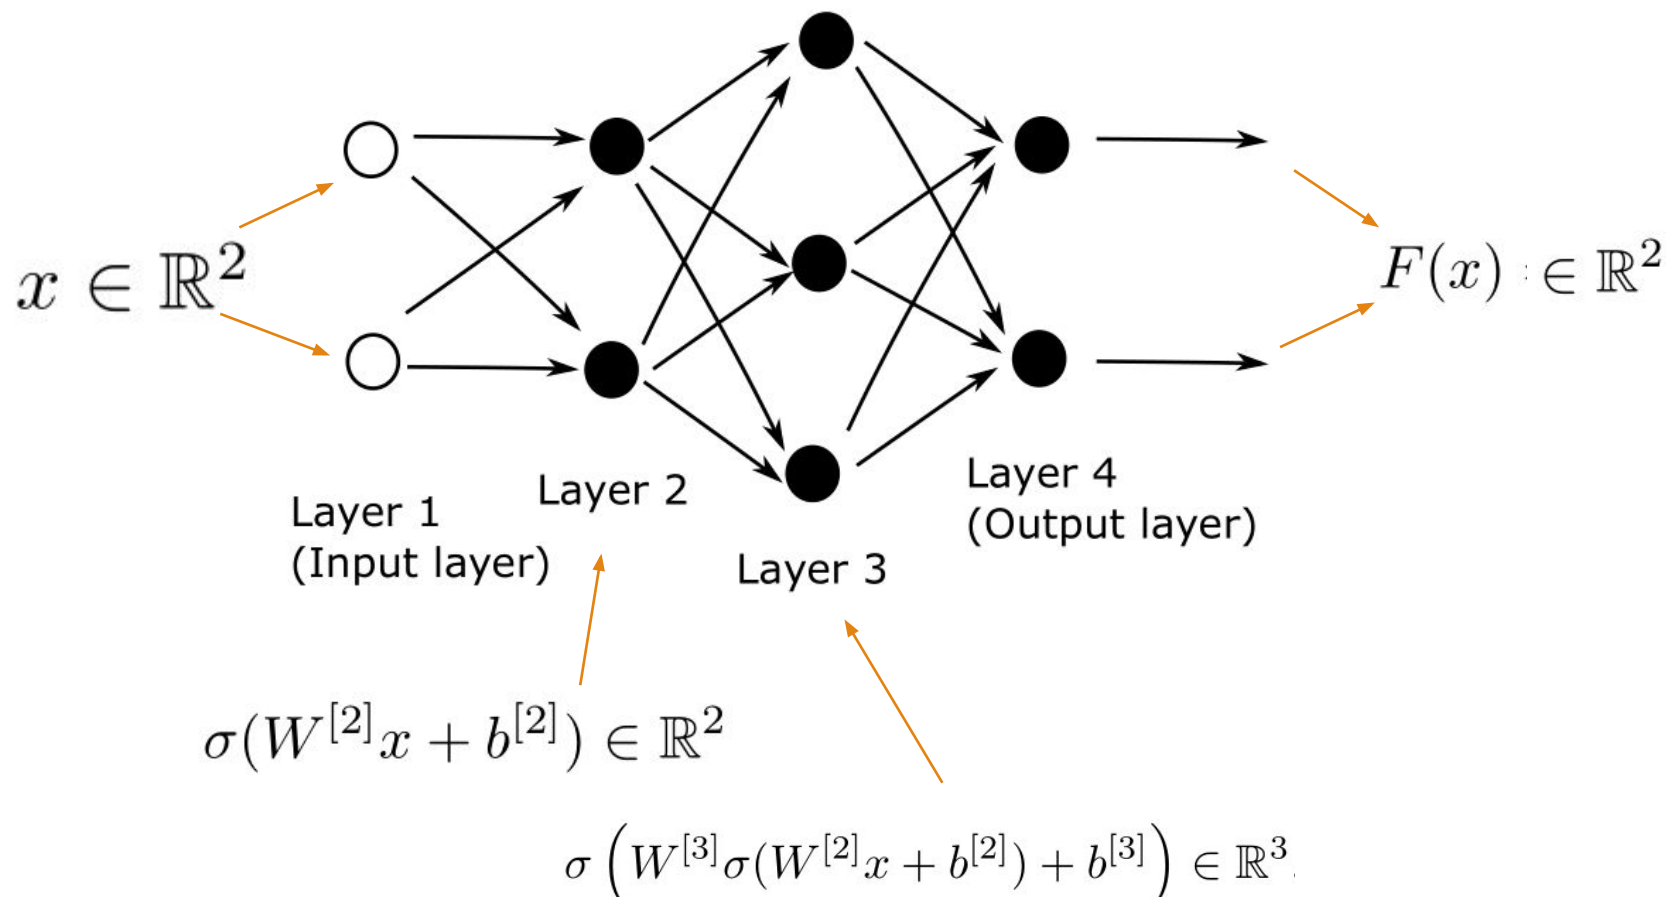 x ∈ ℝ²
F(x) : ∈ ℝ²
Layer 1
(Input layer)
Layer 2
Layer 3
Layer 4
(Output layer)
σ(W^{[2]}x + b^{[2]}) ∈ ℝ²
σ(W^{[3]}σ(W^{[2]}x + b^{[2]}) + b^{[3]}) ∈ ℝ³.